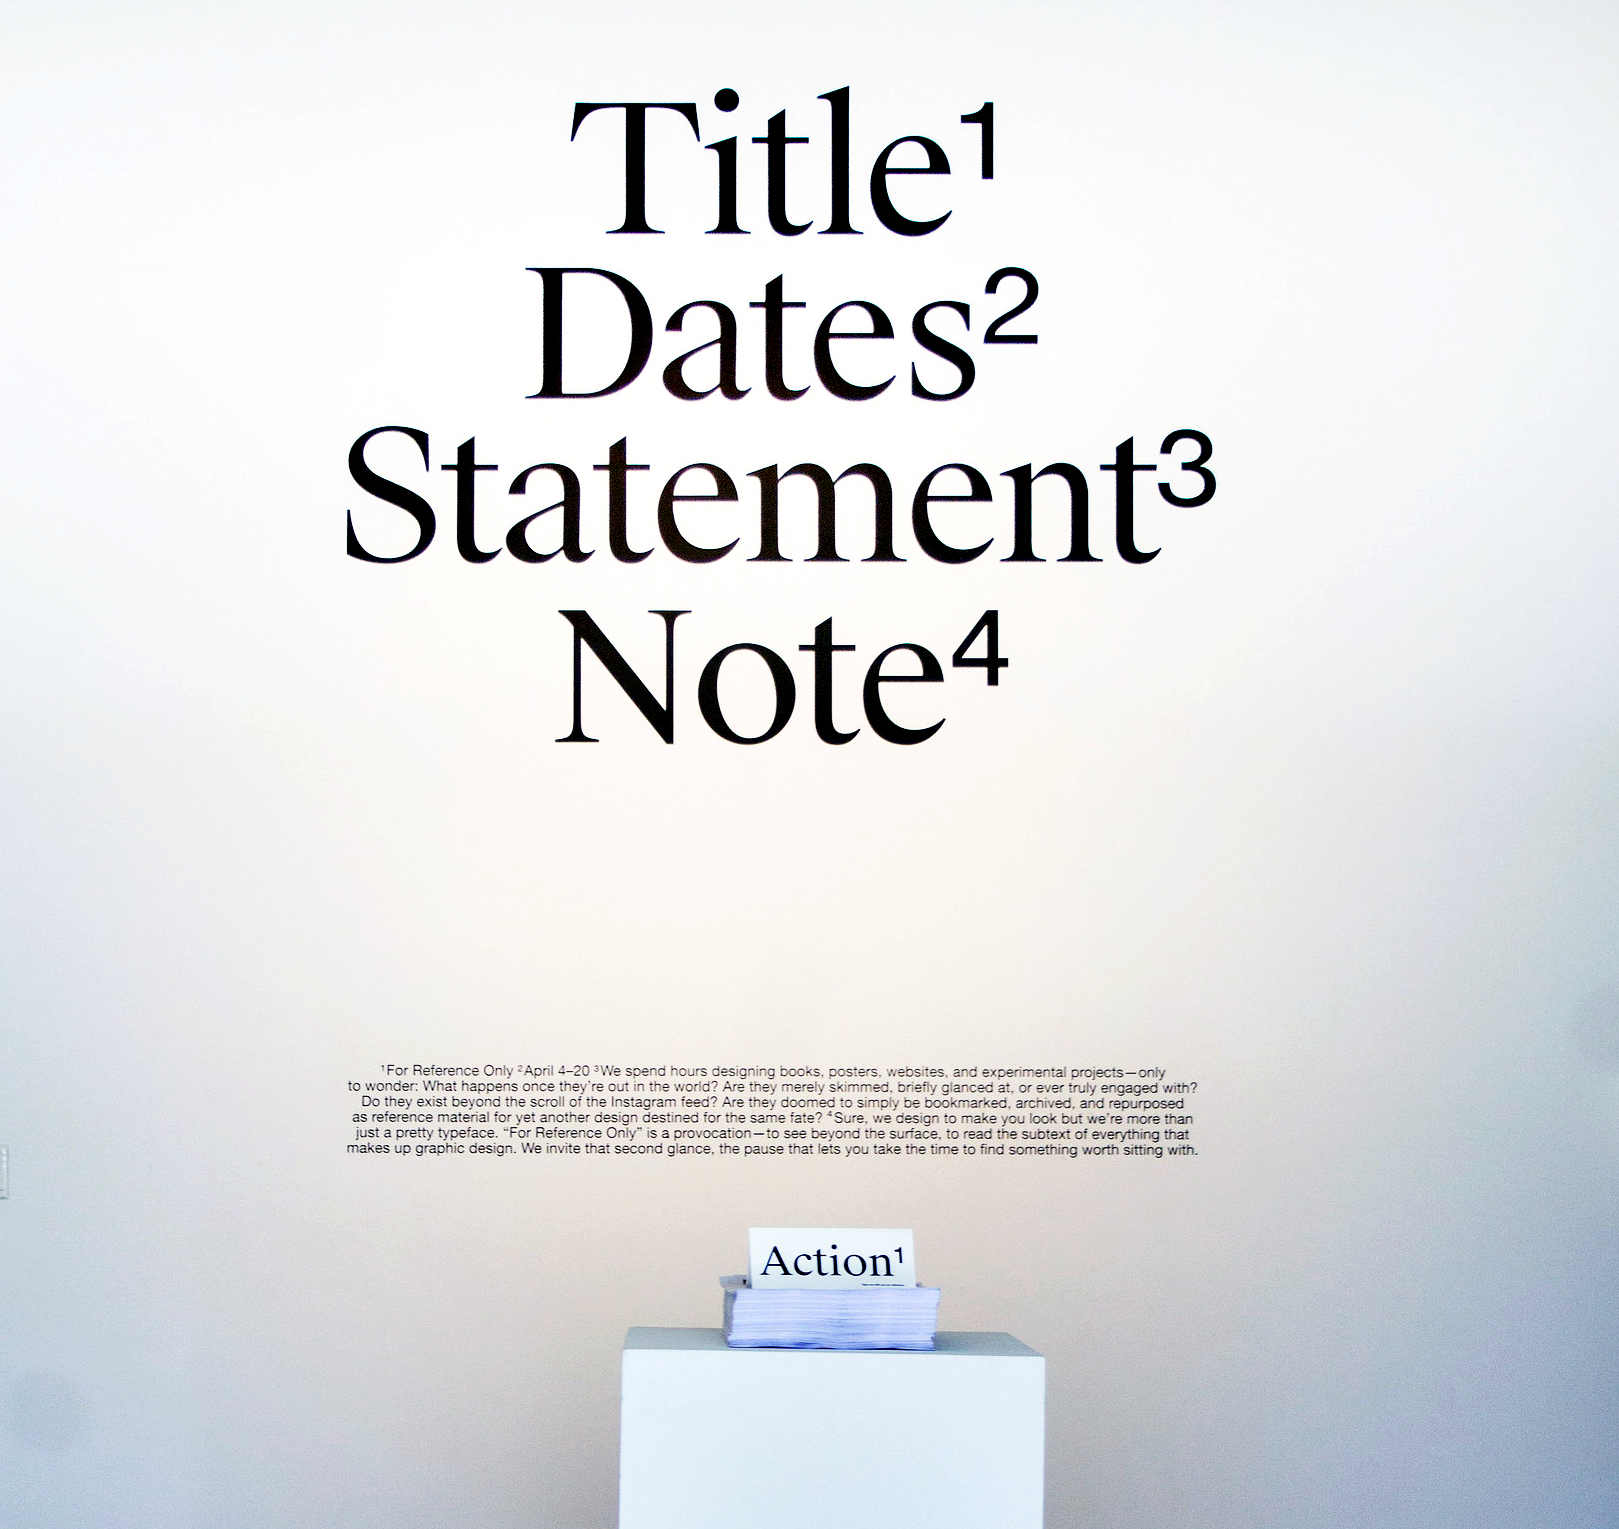 Title¹
Dates²
Statement³
Note⁴
¹For Reference Only ²April 4–20 ³We spend hours designing books, posters, websites, and experimental projects—only
to wonder: What happens once they’re out in the world? Are they merely skimmed, briefly glanced at, or ever truly engaged with?
Do they exist beyond the scroll of the Instagram feed? Are they doomed to simply be bookmarked, archived, and repurposed
as reference material for yet another design destined for the same fate? ⁴Sure, we design to make you look but we’re more than
just a pretty typeface. “For Reference Only” is a provocation—to see beyond the surface, to read the subtext of everything that
makes up graphic design. We invite that second glance, the pause that lets you take the time to find something worth sitting with.
Action¹